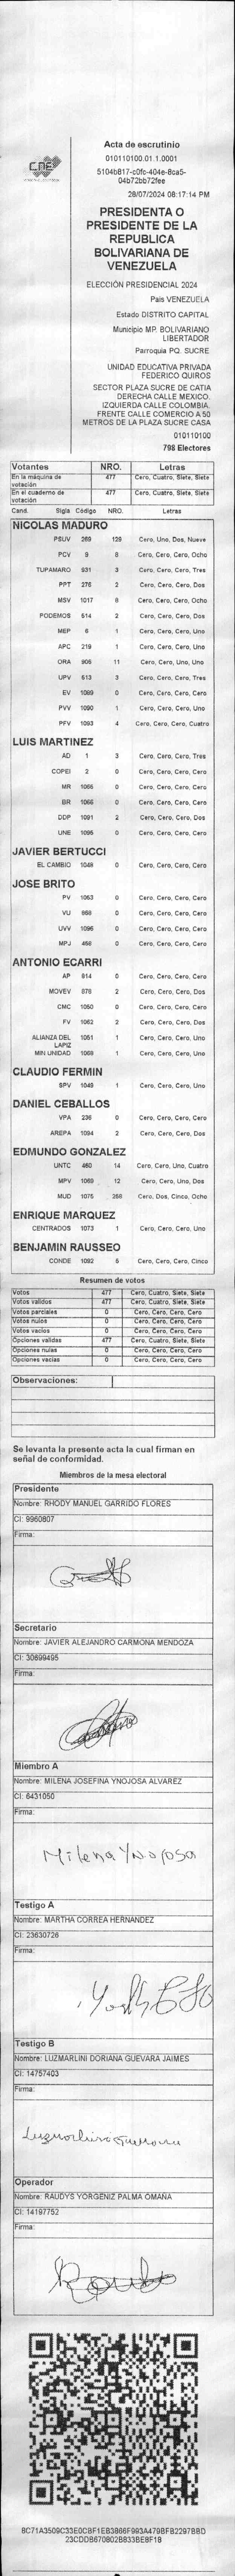 CNE
Acta de escrutinio
010110100.01.1.0001
5104b817-c0fc-404e-8ca5-
04b72bb72fee
28/07/2024 08:17:14 PM
PRESIDENTA O
PRESIDENTE DE LA
REPUBLICA
BOLIVARIANA DE
VENEZUELA
ELECCIÓN PRESIDENCIAL 2024
País VENEZUELA
Estado DISTRITO CAPITAL
Municipio MP. BOLIVARIANO
LIBERTADOR
Parroquia PQ. SUCRE
UNIDAD EDUCATIVA PRIVADA
FEDERICO QUIROS
SECTOR PLAZA SUCRE DE CATIA
DERECHA CALLE MEXICO.
IZQUIERDA CALLE COLOMBIA.
FRENTE CALLE COMERCIO A 50
METROS DE LA PLAZA SUCRE CASA
010110100
798 Electores
Votantes NRO. Letras
En la máquina de votación 477 Cero, Cuatro, Siete, Siete
En el cuaderno de votación 477 Cero, Cuatro, Siete, Siete
Cand. Sigla Código NRO. Letras
NICOLAS MADURO
PSUV 269 129 Cero, Uno, Dos, Nueve
PCV 9 8 Cero, Cero, Cero, Ocho
TUPAMARO 931 3 Cero, Cero, Cero, Tres
PPT 276 2 Cero, Cero, Cero, Dos
MSV 1017 8 Cero, Cero, Cero, Ocho
PODEMOS 514 2 Cero, Cero, Cero, Dos
MEP 6 1 Cero, Cero, Cero, Uno
APC 219 1 Cero, Cero, Cero, Uno
ORA 906 11 Cero, Cero, Uno, Uno
UPV 513 3 Cero, Cero, Cero, Tres
EV 1089 0 Cero, Cero, Cero, Cero
PVV 1090 1 Cero, Cero, Cero, Uno
PFV 1093 4 Cero, Cero, Cero, Cuatro
LUIS MARTINEZ
AD 1 3 Cero, Cero, Cero, Tres
COPEI 2 0 Cero, Cero, Cero, Cero
MR 1065 0 Cero, Cero, Cero, Cero
BR 1066 0 Cero, Cero, Cero, Cero
DDP 1091 2 Cero, Cero, Cero, Dos
UNE 1095 0 Cero, Cero, Cero, Cero
JAVIER BERTUCCI
EL CAMBIO 1048 0 Cero, Cero, Cero, Cero
JOSE BRITO
PV 1053 0 Cero, Cero, Cero, Cero
VU 868 0 Cero, Cero, Cero, Cero
UVV 1096 0 Cero, Cero, Cero, Cero
MPJ 458 0 Cero, Cero, Cero, Cero
ANTONIO ECARRI
AP 814 0 Cero, Cero, Cero, Cero
MOVEV 876 2 Cero, Cero, Cero, Dos
CMC 1050 0 Cero, Cero, Cero, Cero
FV 1062 2 Cero, Cero, Cero, Dos
ALIANZA DEL LAPIZ 1051 1 Cero, Cero, Cero, Uno
MIN UNIDAD 1068 1 Cero, Cero, Cero, Uno
CLAUDIO FERMIN
SPV 1049 1 Cero, Cero, Cero, Uno
DANIEL CEBALLOS
VPA 236 0 Cero, Cero, Cero, Cero
AREPA 1094 2 Cero, Cero, Cero, Dos
EDMUNDO GONZALEZ
UNTC 460 14 Cero, Cero, Uno, Cuatro
MPV 1069 12 Cero, Cero, Uno, Dos
MUD 1075 258 Cero, Dos, Cinco, Ocho
ENRIQUE MARQUEZ
CENTRADOS 1073 1 Cero, Cero, Cero, Uno
BENJAMIN RAUSSEO
CONDE 1092 5 Cero, Cero, Cero, Cinco
Resumen de votos
Votos 477 Cero, Cuatro, Siete, Siete
Votos validos 477 Cero, Cuatro, Siete, Siete
Votos parciales 0 Cero, Cero, Cero, Cero
Votos nulos 0 Cero, Cero, Cero, Cero
Votos vacios 0 Cero, Cero, Cero, Cero
Opciones validas 477 Cero, Cuatro, Siete, Siete
Opciones nulas 0 Cero, Cero, Cero, Cero
Opciones vacias 0 Cero, Cero, Cero, Cero
Observaciones:
Se levanta la presente acta la cual firman en
señal de conformidad.
Miembros de la mesa electoral
Presidente
Nombre: RHODY MANUEL GARRIDO FLORES
CI: 9960807
Firma:
Secretario
Nombre: JAVIER ALEJANDRO CARMONA MENDOZA
CI: 30699495
Firma:
Miembro A
Nombre: MILENA JOSEFINA YNOJOSA ALVAREZ
CI: 6431050
Firma:
Milena Ynojosa
Testigo A
Nombre: MARTHA CORREA HERNANDEZ
CI: 23630726
Firma:
Testigo B
Nombre: LUZMARLINI DORIANA GUEVARA JAIMES
CI: 14757403
Firma:
Operador
Nombre: RAUDYS YORGENIZ PALMA OMAÑA
CI: 14197752
Firma:
8C71A3509C33E0CBF1EB3866F993A479BFB2297BBD
23CDDB670802B833BE8F18